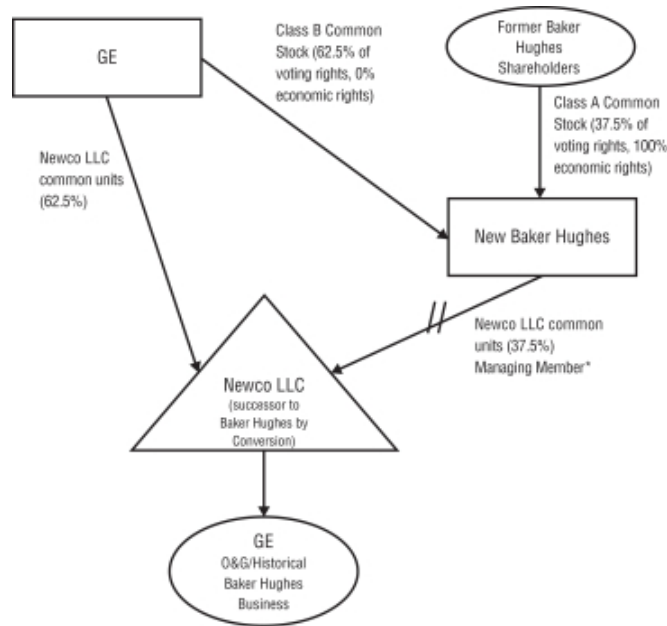 GE
Class B Common
Stock (62.5% of
voting rights, 0%
economic rights)
Former Baker
Hughes
Shareholders
Class A Common
Stock (37.5% of
voting rights, 100%
economic rights)
Newco LLC
common units
(62.5%)
New Baker Hughes
Newco LLC common
units (37.5%)
Managing Member*
Newco LLC
(successor to
Baker Hughes by
Conversion)
GE
O&G/Historical
Baker Hughes
Business